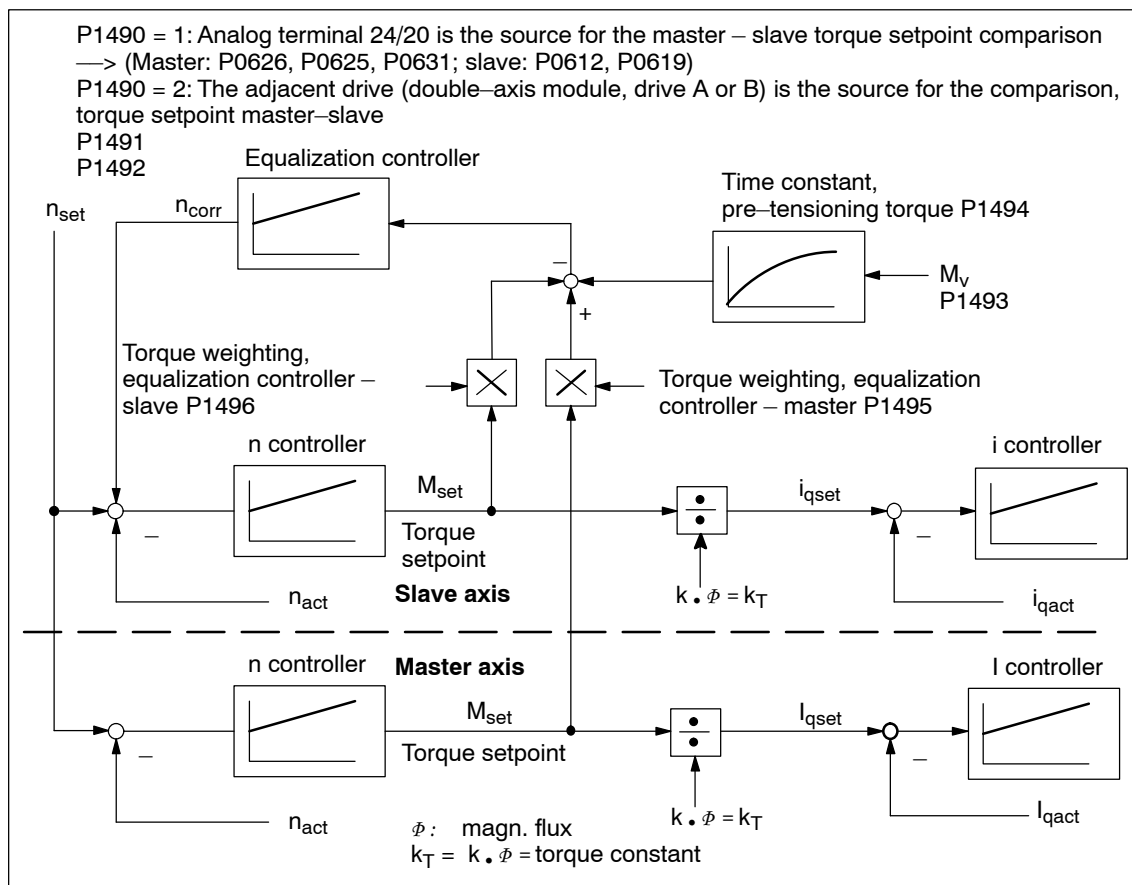 P1490 = 1: Analog terminal 24/20 is the source for the master – slave torque setpoint comparison
—–> (Master: P0626, P0625, P0631; slave: P0612, P0619)
P1490 = 2: The adjacent drive (double–axis module, drive A or B) is the source for the comparison,
torque setpoint master–slave
P1491
P1492
Equalization controller
n_set
n_corr
Time constant,
pre–tensioning torque P1494
–
M_v
P1493
+
Torque weighting,
equalization controller –
slave P1496
Torque weighting, equalization
controller – master P1495
n controller
M_set
Torque
setpoint
i_qset
i controller
–
–
n_act
Slave axis
k • Φ = k_T
i_qact
n controller
Master axis
M_set
Torque setpoint
I_qset
I controller
–
–
n_act
k • Φ = k_T
I_qact
Φ: magn. flux
k_T = k • Φ = torque constant